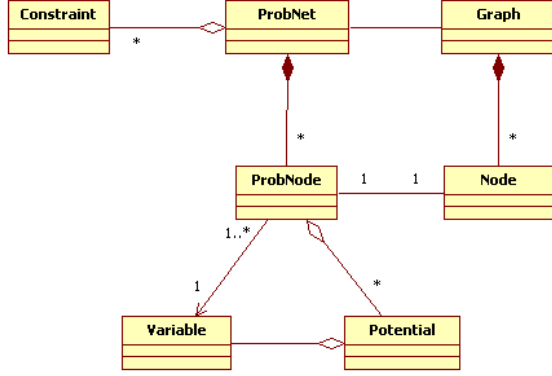 Constraint
ProbNet
Graph
*
*
*
ProbNode
1
1
Node
1..*
1
*
Variable
Potential